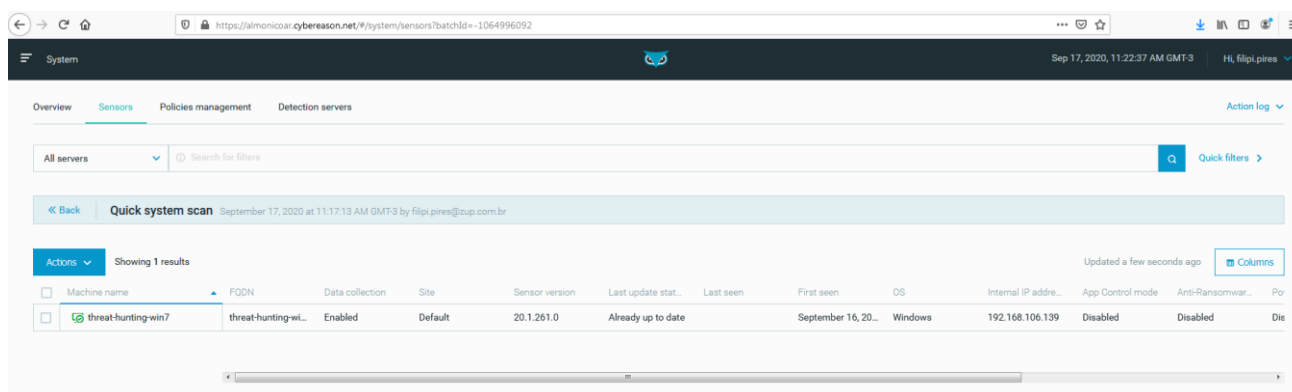 https://almonicoar.cybereason.net/#/system/sensors?batchId=-1064996092
System
Sep 17, 2020, 11:22:37 AM GMT-3
Hi, filipi.pires
Overview Sensors Policies management Detection servers Action log
All servers Search for filters Quick filters
Back Quick system scan September 17, 2020 at 11:17:13 AM GMT-3 by filipi.pires@zup.com.br
Actions Showing 1 results Updated a few seconds ago Columns
Machine name FQDN Data collection Site Sensor version Last update stat... Last seen First seen OS Internal IP addre... App Control mode Anti-Ransomwar... Po
threat-hunting-win7 threat-hunting-wi... Enabled Default 20.1.261.0 Already up to date September 16, 20... Windows 192.168.106.139 Disabled Disabled Dis